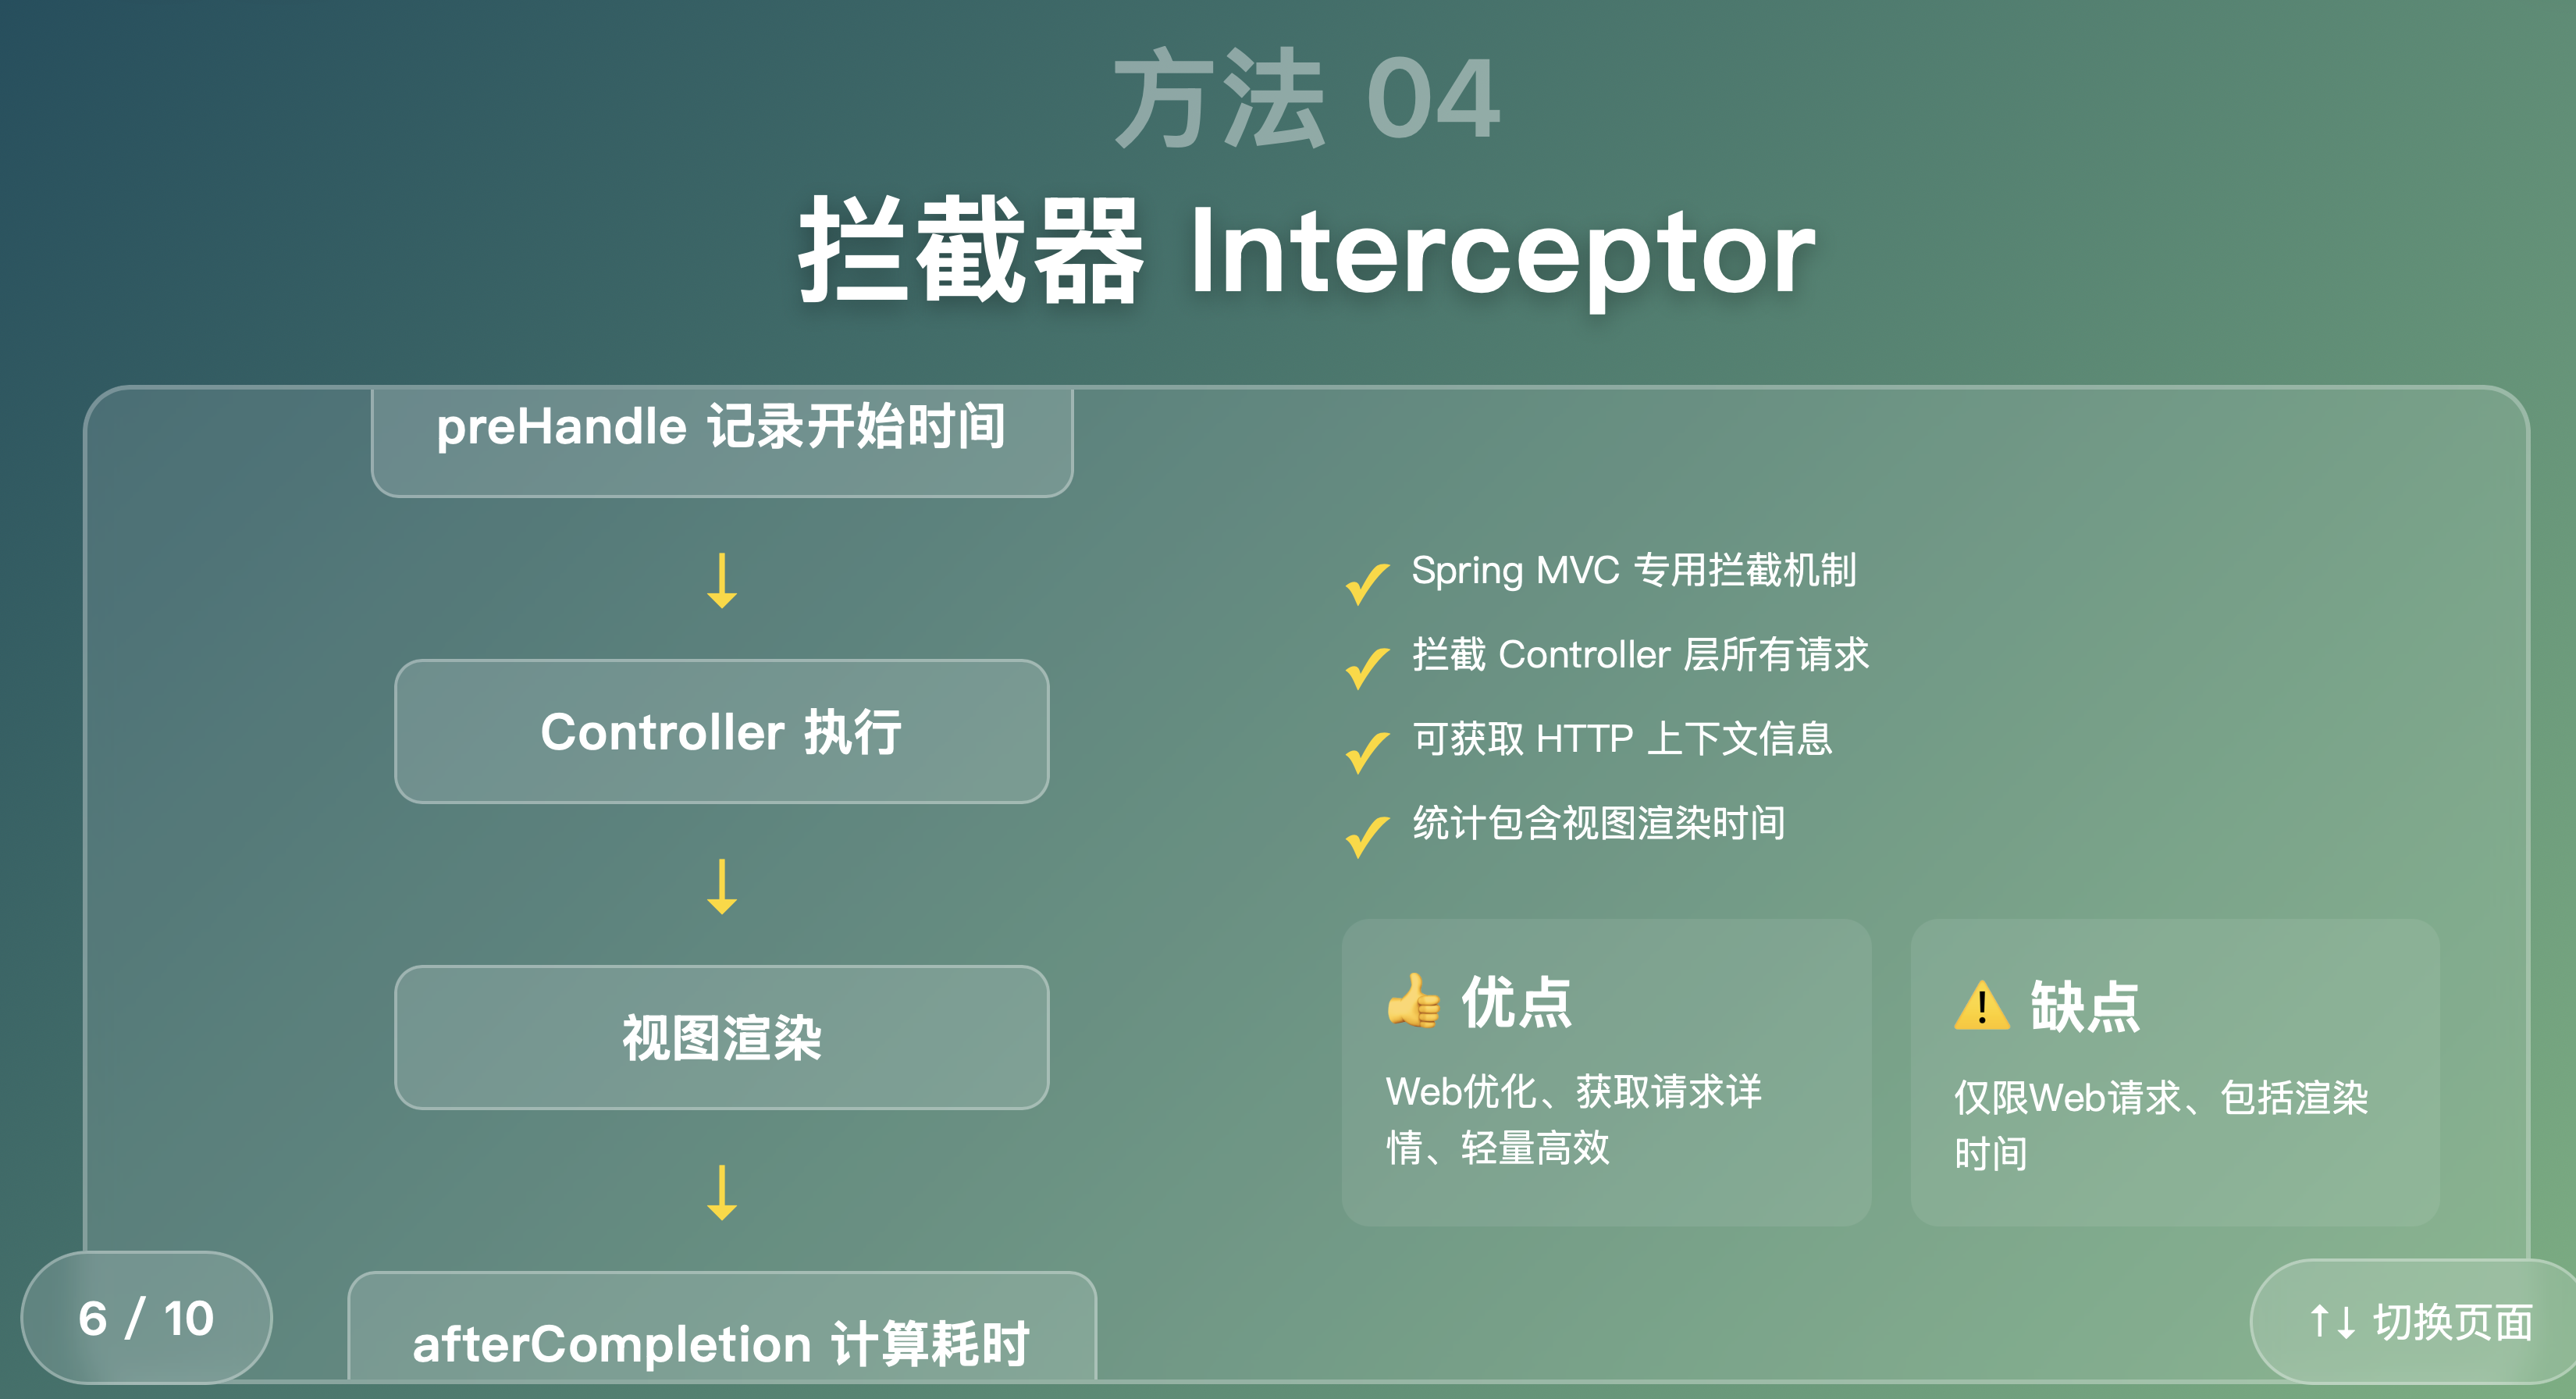 方法 04
拦截器 Interceptor
preHandle 记录开始时间
↓
Controller 执行
↓
视图渲染
↓
afterCompletion 计算耗时
✓ Spring MVC 专用拦截机制
✓ 拦截 Controller 层所有请求
✓ 可获取 HTTP 上下文信息
✓ 统计包含视图渲染时间
👍 优点
Web优化、获取请求详
情、轻量高效
⚠️ 缺点
仅限Web请求、包括渲染
时间
6 / 10
↑↓ 切换页面